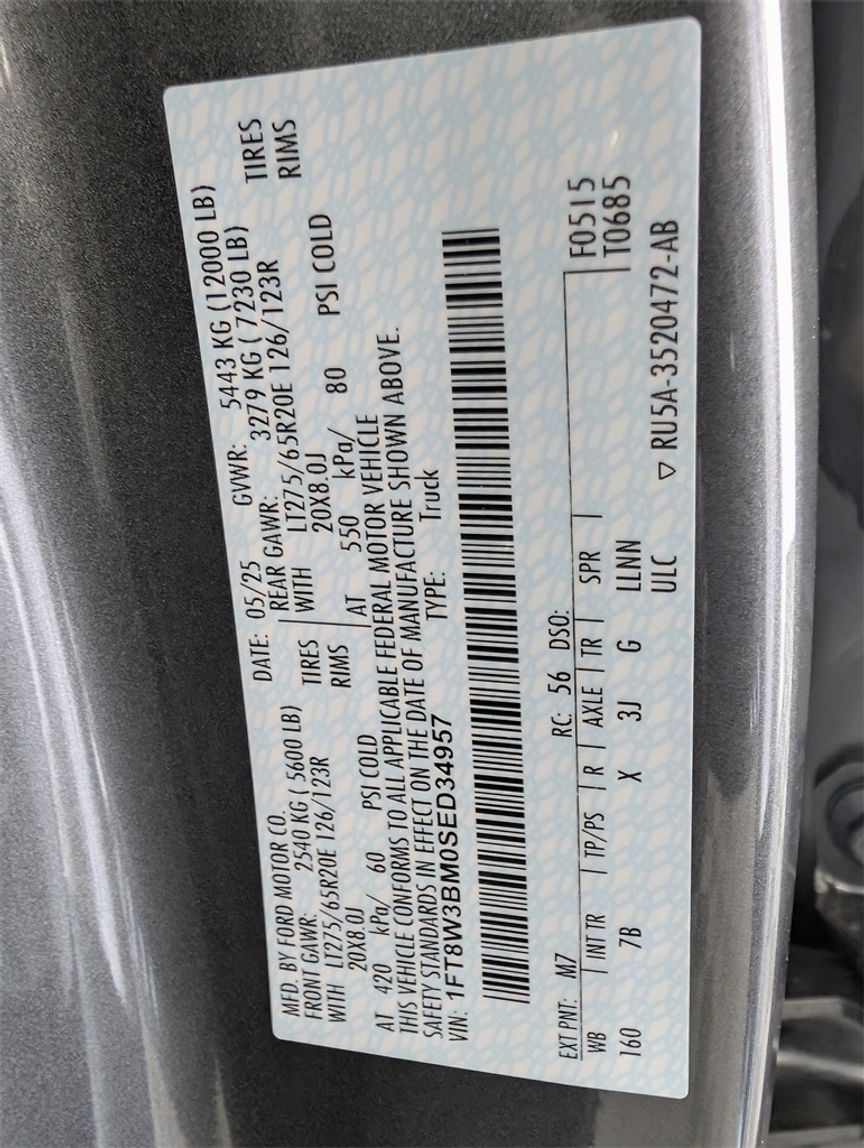 MFD. BY FORD MOTOR CO.
DATE: 05/25 GVWR: 5443 KG (12000 LB)
FRONT GAWR: 2540 KG ( 5600 LB) REAR GAWR: 3279 KG ( 7230 LB)
WITH LT275/65R20E 126/123R TIRES WITH LT275/65R20E 126/123R TIRES
20X8.0J RIMS 20X8.0J RIMS
AT 420 kPa/ 60 PSI COLD AT 550 kPa/ 80 PSI COLD
THIS VEHICLE CONFORMS TO ALL APPLICABLE FEDERAL MOTOR VEHICLE
SAFETY STANDARDS IN EFFECT ON THE DATE OF MANUFACTURE SHOWN ABOVE.
VIN: 1FT8W3BM0SED34957 TYPE: Truck
EXT PNT: M7 RC: 56 DSO: F0515
WB | INT TR | TP/PS | R | AXLE | TR | SPR | T0685
160 7B X 3J G LLNN
ULC ▽ RU5A-3520472-AB